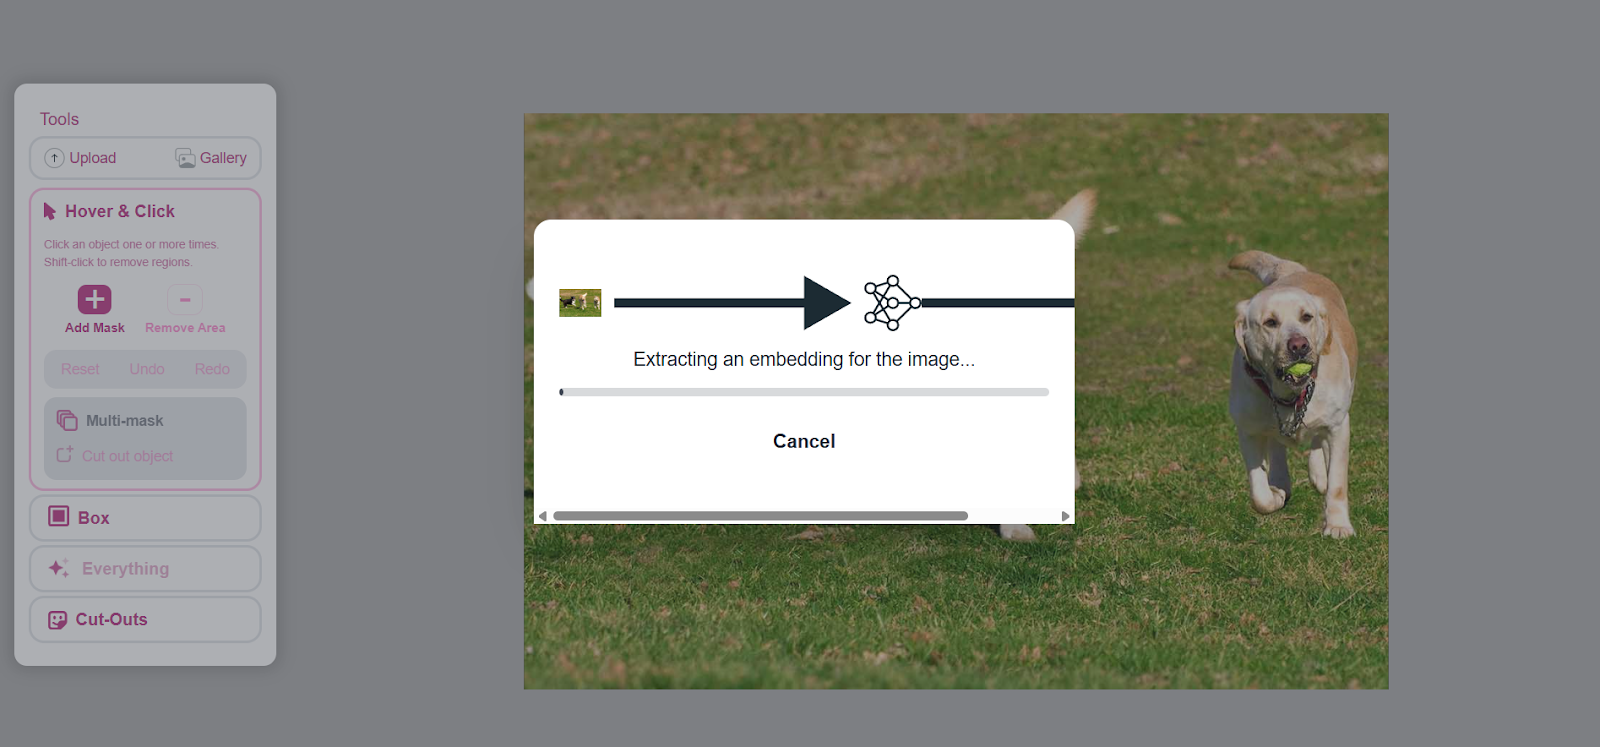 Tools
Upload
Gallery
Hover & Click
Click an object one or more times.
Shift-click to remove regions.
Add Mask
Remove Area
Reset
Undo
Redo
Multi-mask
Cut out object
Box
Everything
Cut-Outs
Extracting an embedding for the image...
Cancel